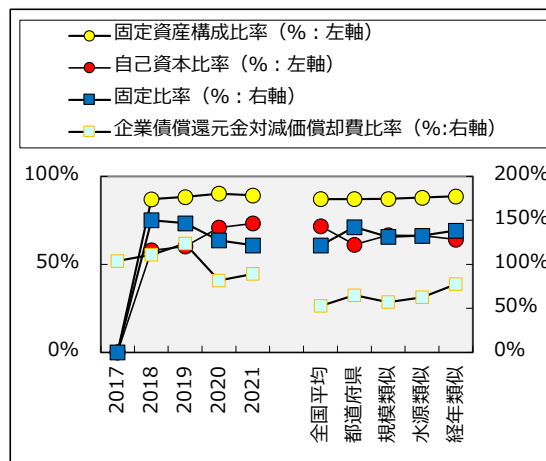 固定資産構成比率（%：左軸）
自己資本比率（%：左軸）
固定比率（%：右軸）
企業債償還元金対減価償却費比率（%:右軸）
100%
50%
0%
200%
150%
100%
50%
0%
2017
2018
2019
2020
2021
全国平均
都道府県
規模類似
水源類似
経年類似